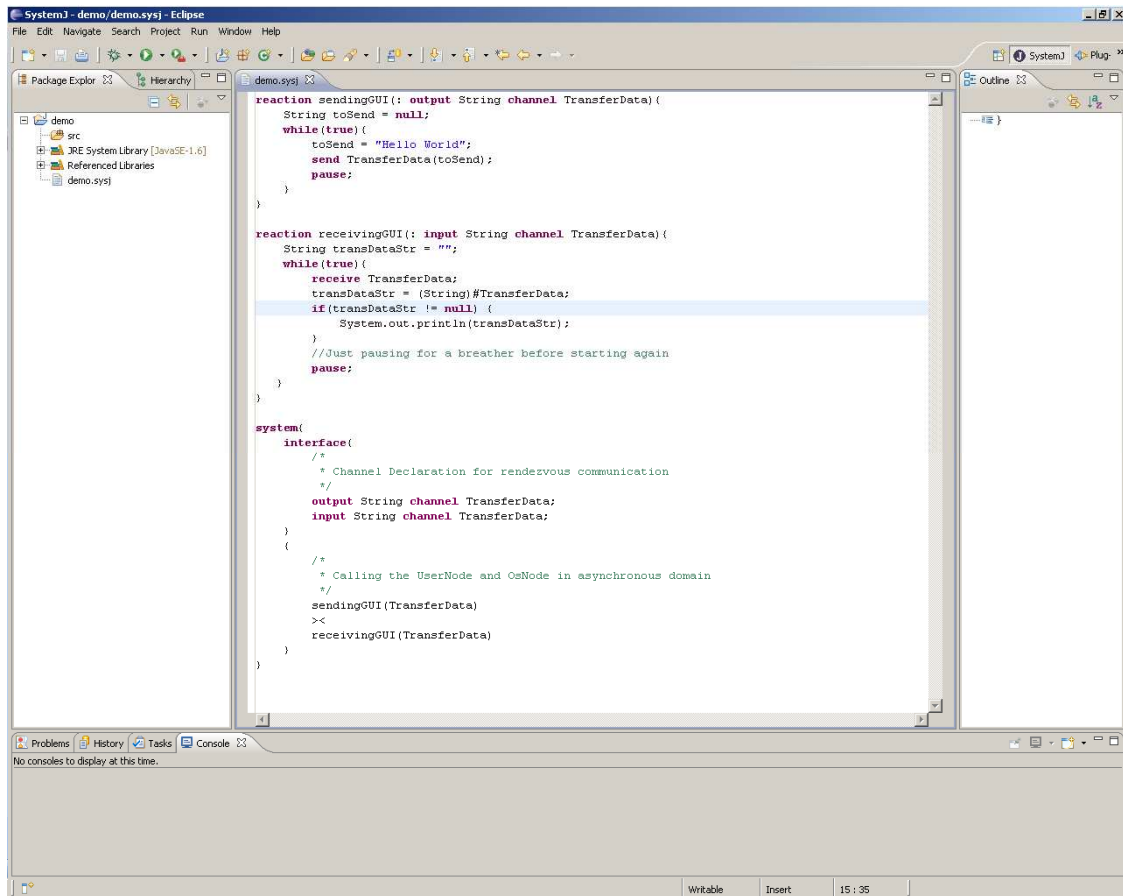 SystemJ - demo/demo.sysj - Eclipse
File Edit Navigate Search Project Run Window Help
SystemJ Plug- »
Package Explor Hierarchy
demo.sysj
Outline
demo
src
JRE System Library [JavaSE-1.6]
Referenced Libraries
demo.sysj
reaction sendingGUI(: output String channel TransferData){
String toSend = null;
while(true){
toSend = "Hello World";
send TransferData(toSend);
pause;
}
}
reaction receivingGUI(: input String channel TransferData){
String transDataStr = "";
while(true){
receive TransferData;
transDataStr = (String)#TransferData;
if(transDataStr != null) {
System.out.println(transDataStr);
}
//Just pausing for a breather before starting again
pause;
}
}
system{
interface{
/*
* Channel Declaration for rendezvous communication
*/
output String channel TransferData;
input String channel TransferData;
}
{
/*
* Calling the UserNode and OsNode in asynchronous domain
*/
sendingGUI(TransferData)
><
receivingGUI(TransferData)
}
}
}
Problems History Tasks Console
No consoles to display at this time.
Writable Insert 15 : 35